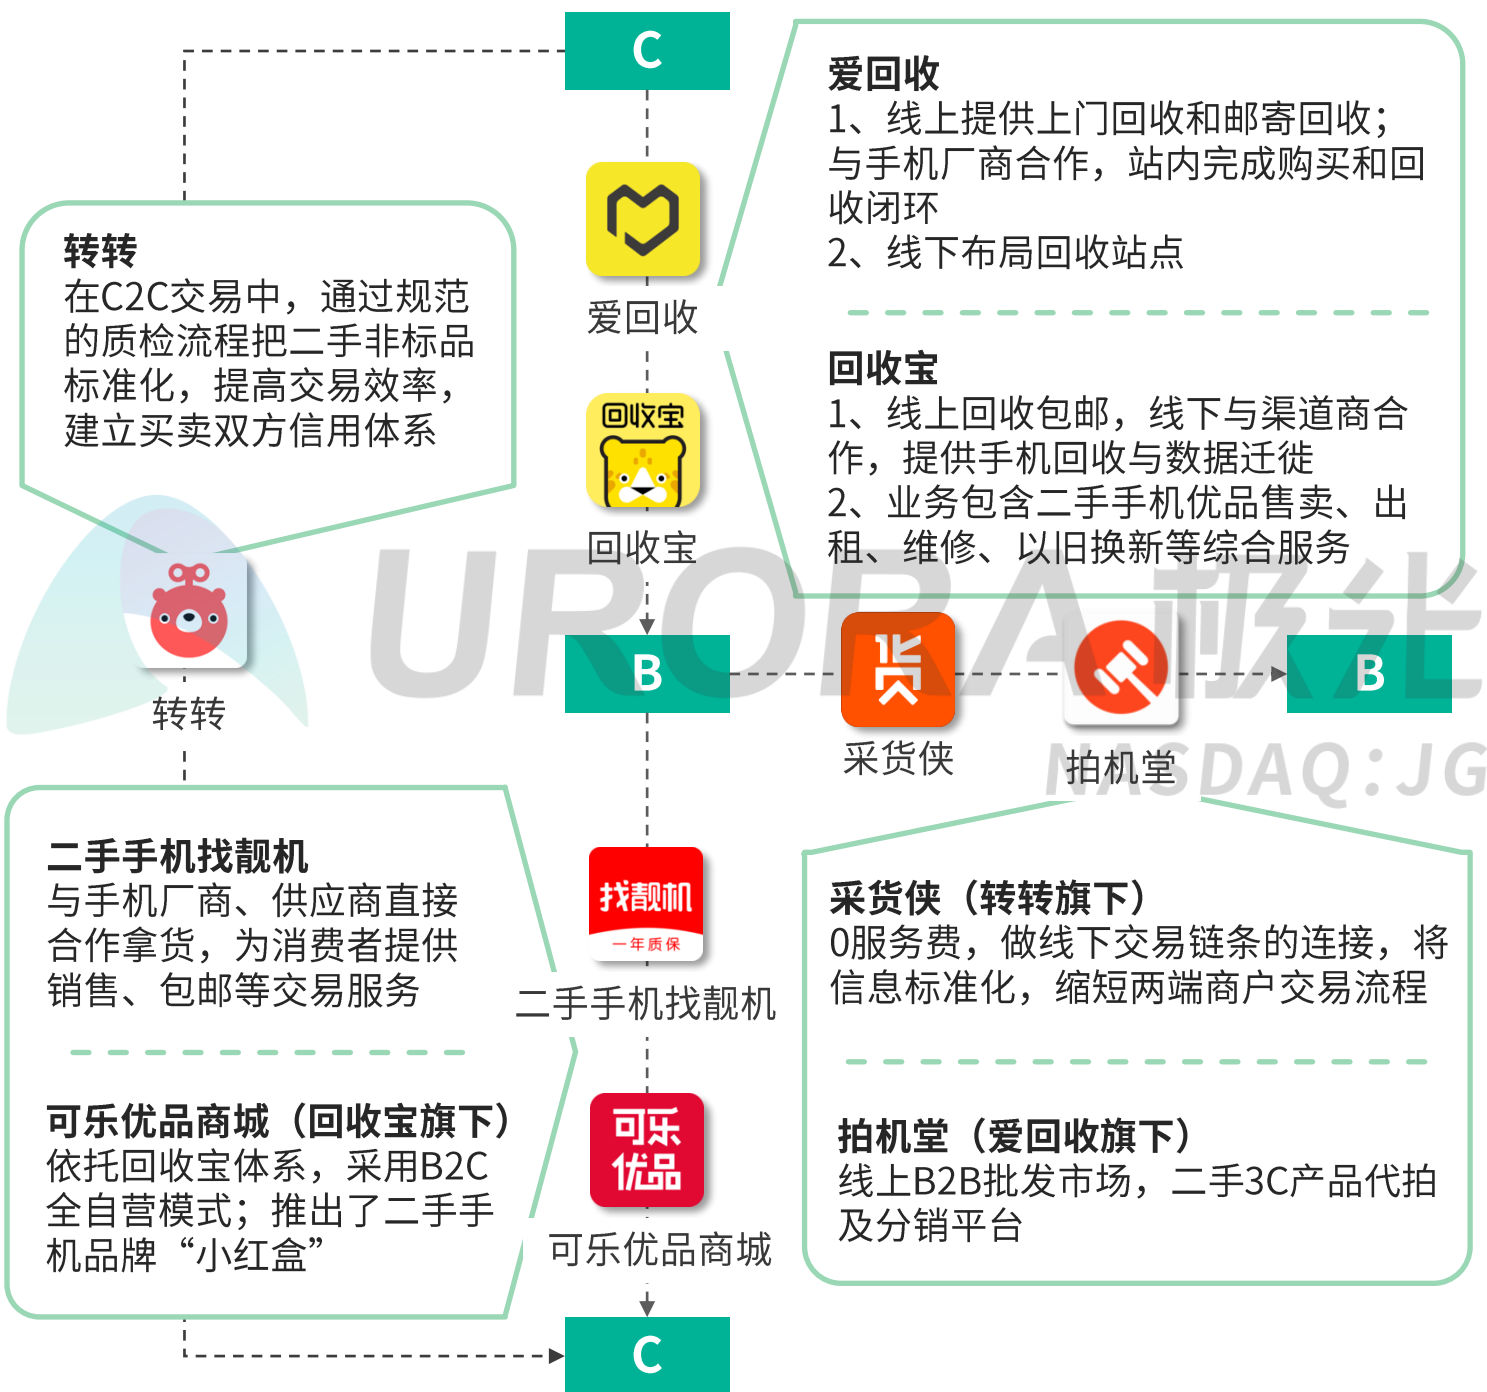 C
爱回收
1、线上提供上门回收和邮寄回收；
与手机厂商合作，站内完成购买和回
收闭环
2、线下布局回收站点
回收宝
1、线上回收包邮，线下与渠道商合
作，提供手机回收与数据迁徙
2、业务包含二手手机优品售卖、出
租、维修、以旧换新等综合服务
爱回收
回收宝
回收宝
转转
在C2C交易中，通过规范
的质检流程把二手非标品
标准化，提高交易效率，
建立买卖双方信用体系
转转
URORA 极光
NASDAQ：JG
B
货
采货侠
拍机堂
B
二手手机找靓机
与手机厂商、供应商直接
合作拿货，为消费者提供
销售、包邮等交易服务
可乐优品商城（回收宝旗下）
依托回收宝体系，采用B2C
全自营模式；推出了二手手
机品牌“小红盒”
找靓机
一年质保
二手手机找靓机
可乐
优品
可乐优品商城
采货侠（转转旗下）
0服务费，做线下交易链条的连接，将
信息标准化，缩短两端商户交易流程
拍机堂（爱回收旗下）
线上B2B批发市场，二手3C产品代拍
及分销平台
C